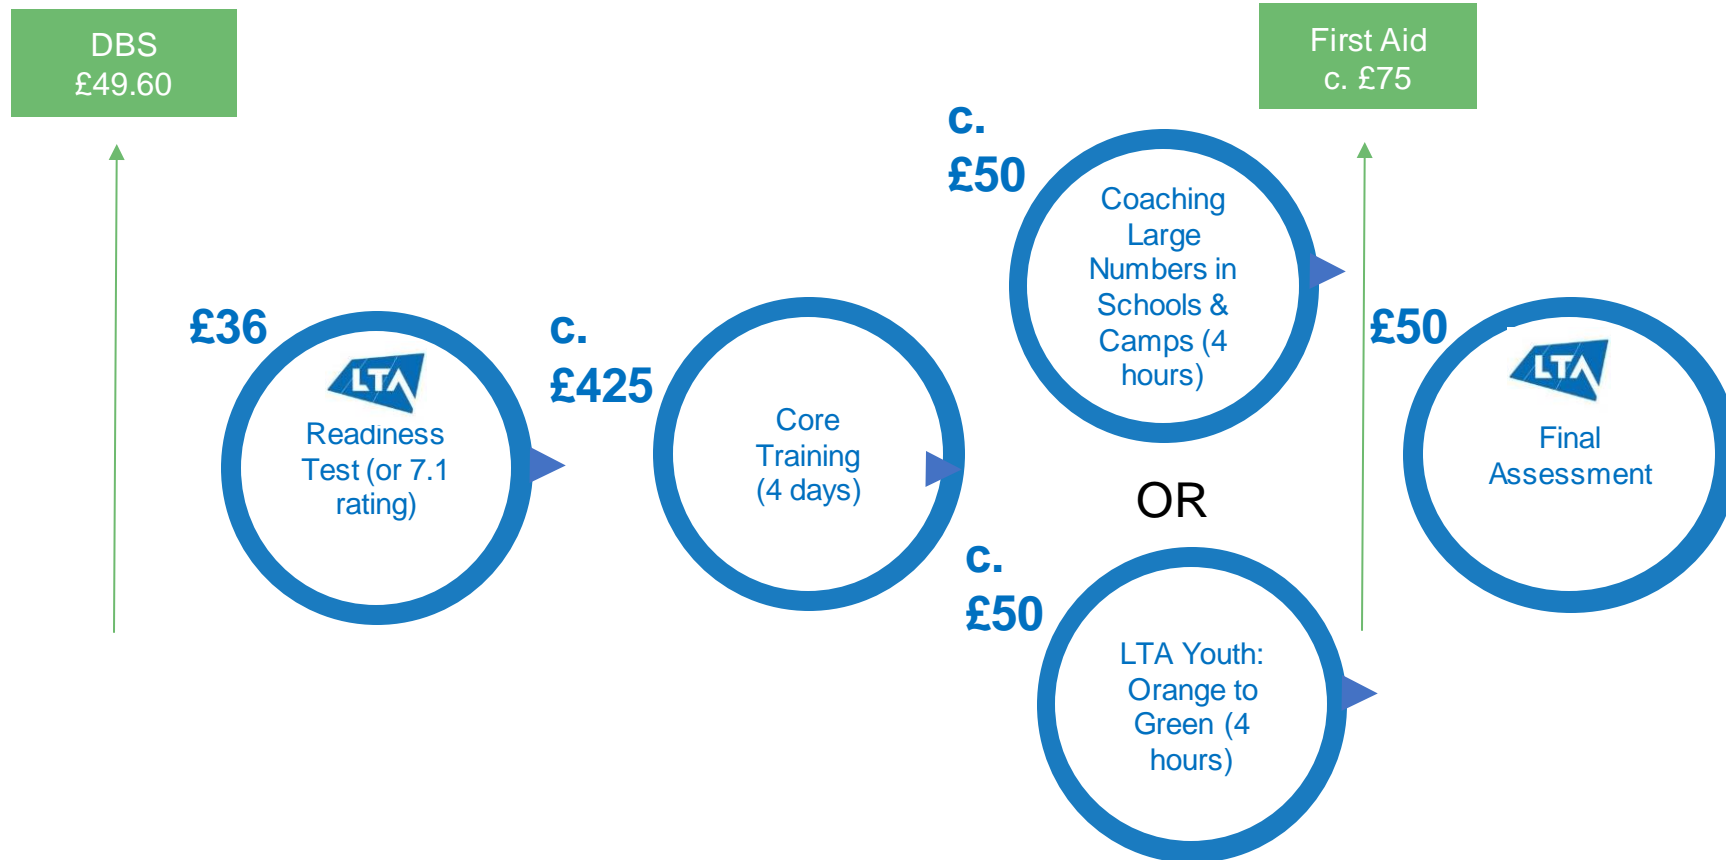 DBS
£49.60
First Aid
c. £75
£36
LTA
Readiness
Test (or 7.1
rating)
c.
£425
Core
Training
(4 days)
c.
£50
Coaching
Large
Numbers in
Schools &
Camps (4
hours)
OR
c.
£50
LTA Youth:
Orange to
Green (4
hours)
£50
LTA
Final
Assessment